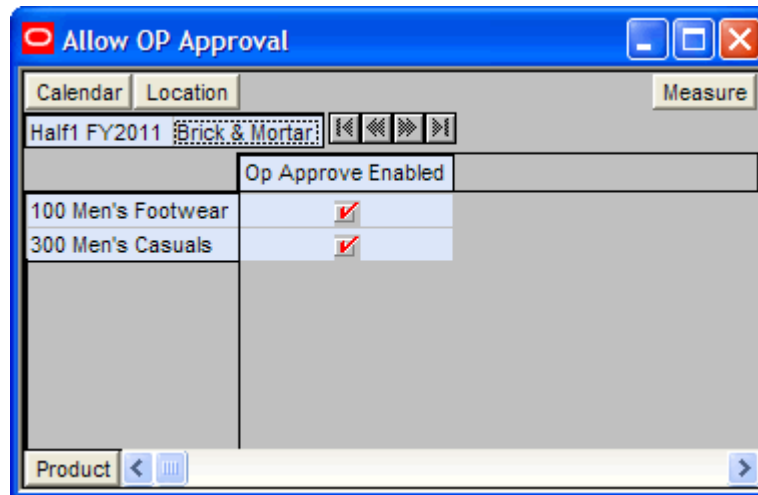 Allow OP Approval
Calendar Location Measure
Half1 FY2011 Brick & Mortar
Op Approve Enabled
100 Men's Footwear
300 Men's Casuals
Product